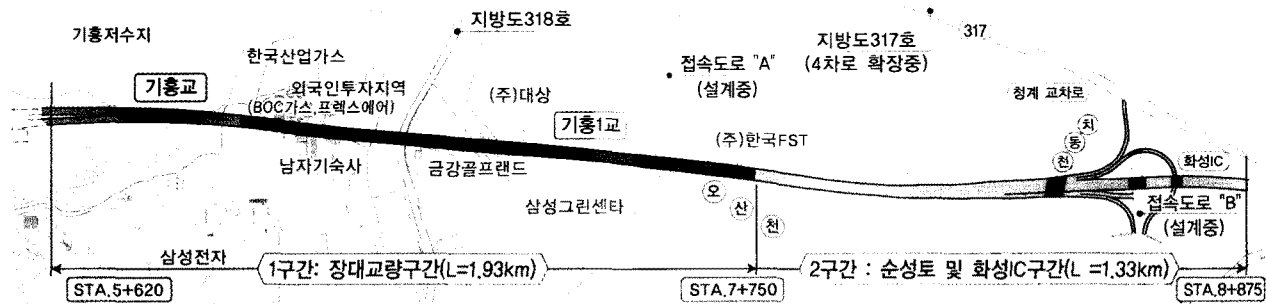 지방도318호
317
기흥저수지
지방도317호
(4차로 확장중)
한국산업가스
접속도로 "A"
(설계중)
기흥교
외국인투자지역
(BOC가스,프렉스에어)
(주)대상
청계 교차로
기흥1교
(주)한국FST
치
동
천
화성IC
남자기숙사
금강골프랜드
오
산
천
삼성그린센타
접속도로 "B"
(설계중)
삼성전자
1구간: 장대교량구간(L=1.93km)
2구간 : 순성토 및 화성IC구간(L =1.33km)
STA.5+620
STA.7+750
STA.8+875